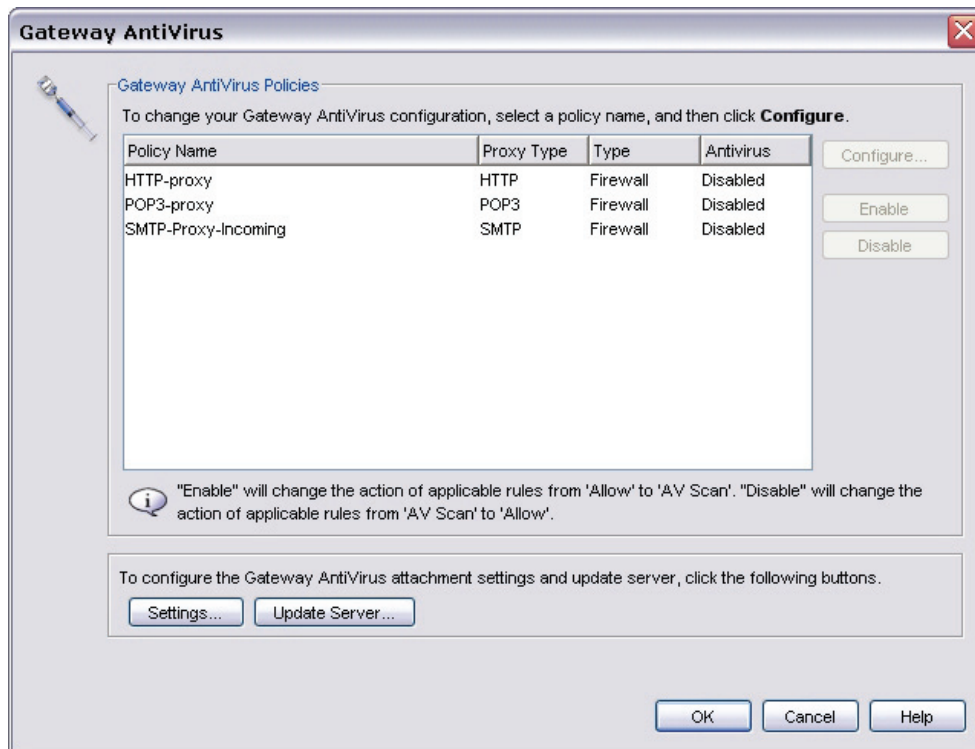 Gateway AntiVirus
Gateway AntiVirus Policies
To change your Gateway AntiVirus configuration, select a policy name, and then click Configure.
Policy Name Proxy Type Type Antivirus
HTTP-proxy HTTP Firewall Disabled
POP3-proxy POP3 Firewall Disabled
SMTP-Proxy-Incoming SMTP Firewall Disabled
Configure...
Enable
Disable
"Enable" will change the action of applicable rules from 'Allow' to 'AV Scan'. "Disable" will change the
action of applicable rules from 'AV Scan' to 'Allow'.
To configure the Gateway AntiVirus attachment settings and update server, click the following buttons.
Settings... Update Server...
OK Cancel Help